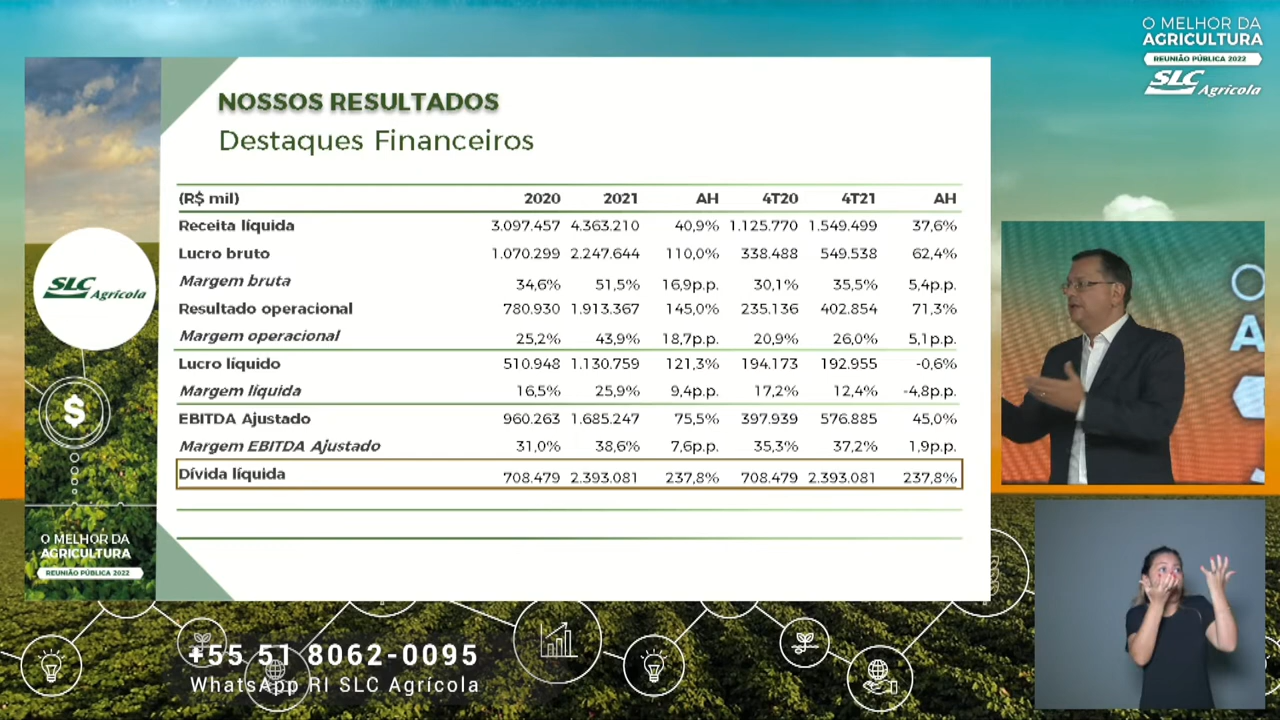 O MELHOR DA
AGRICULTURA
REUNIÃO PÚBLICA 2022
SLC Agrícola
NOSSOS RESULTADOS
Destaques Financeiros
(R$ mil) 2020 2021 AH 4T20 4T21 AH
Receita líquida 3.097.457 4.363.210 40,9% 1.125.770 1.549.499 37,6%
Lucro bruto 1.070.299 2.247.644 110,0% 338.488 549.538 62,4%
Margem bruta 34,6% 51,5% 16,9p.p. 30,1% 35,5% 5,4p.p.
Resultado operacional 780.930 1.913.367 145,0% 235.136 402.854 71,3%
Margem operacional 25,2% 43,9% 18,7p.p. 20,9% 26,0% 5,1p.p.
Lucro líquido 510.948 1.130.759 121,3% 194.173 192.955 -0,6%
Margem líquida 16,5% 25,9% 9,4p.p. 17,2% 12,4% -4,8p.p.
EBITDA Ajustado 960.263 1.685.247 75,5% 397.939 576.885 45,0%
Margem EBITDA Ajustado 31,0% 38,6% 7,6p.p. 35,3% 37,2% 1,9p.p.
Dívida líquida 708.479 2.393.081 237,8% 708.479 2.393.081 237,8%
SLC Agrícola
$
O MELHOR DA
AGRICULTURA
REUNIÃO PÚBLICA 2022
+55 51 8062-0095
WhatsApp RI SLC Agrícola